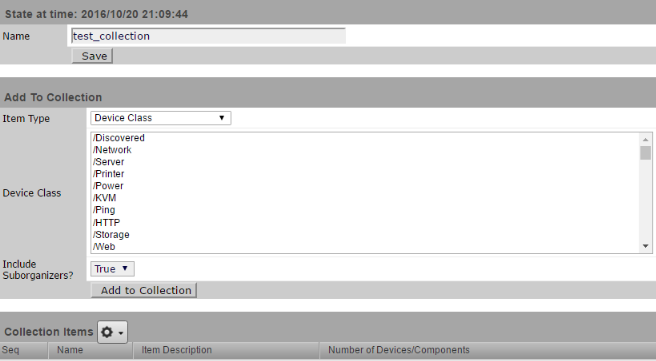 State at time: 2016/10/20 21:09:44
Name test_collection
Save
Add To Collection
Item Type Device Class
/Discovered
/Network
/Server
/Printer
/Power
Device Class
/KVM
/Ping
/HTTP
/Storage
/Web
Include
Suborganizers? True
Add to Collection
Collection Items
Seq Name Item Description Number of Devices/Components